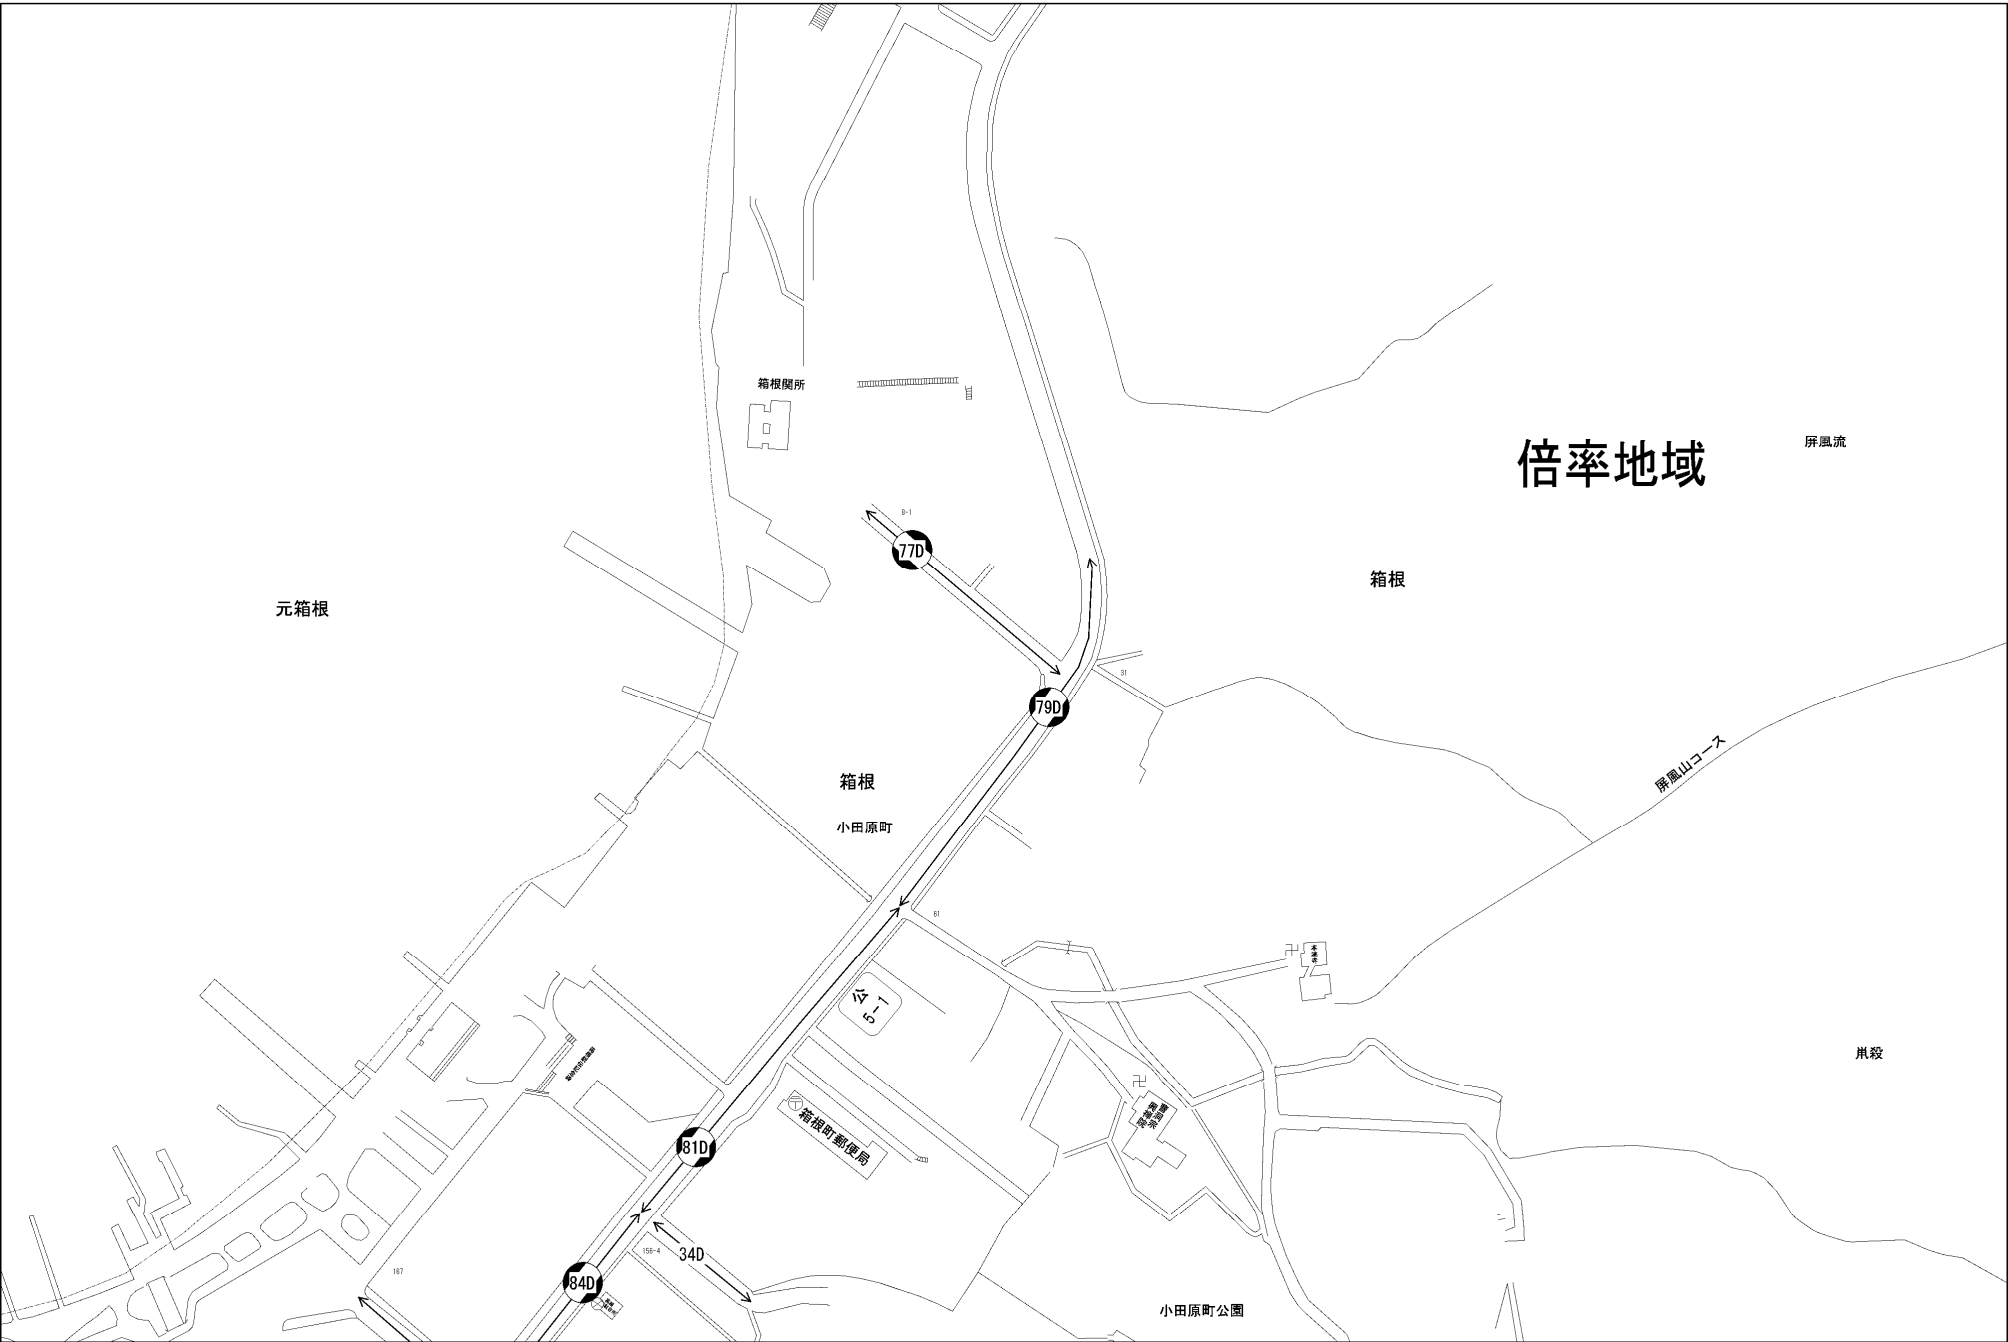 箱根関所
倍率地域
屏風流
8-1
77D
箱根
元箱根
31
79D
屏風山コース
箱根
小田原町
61
公
5-1
81D
箱根町郵便局
156-4
34D
167
84D
小田原町公園